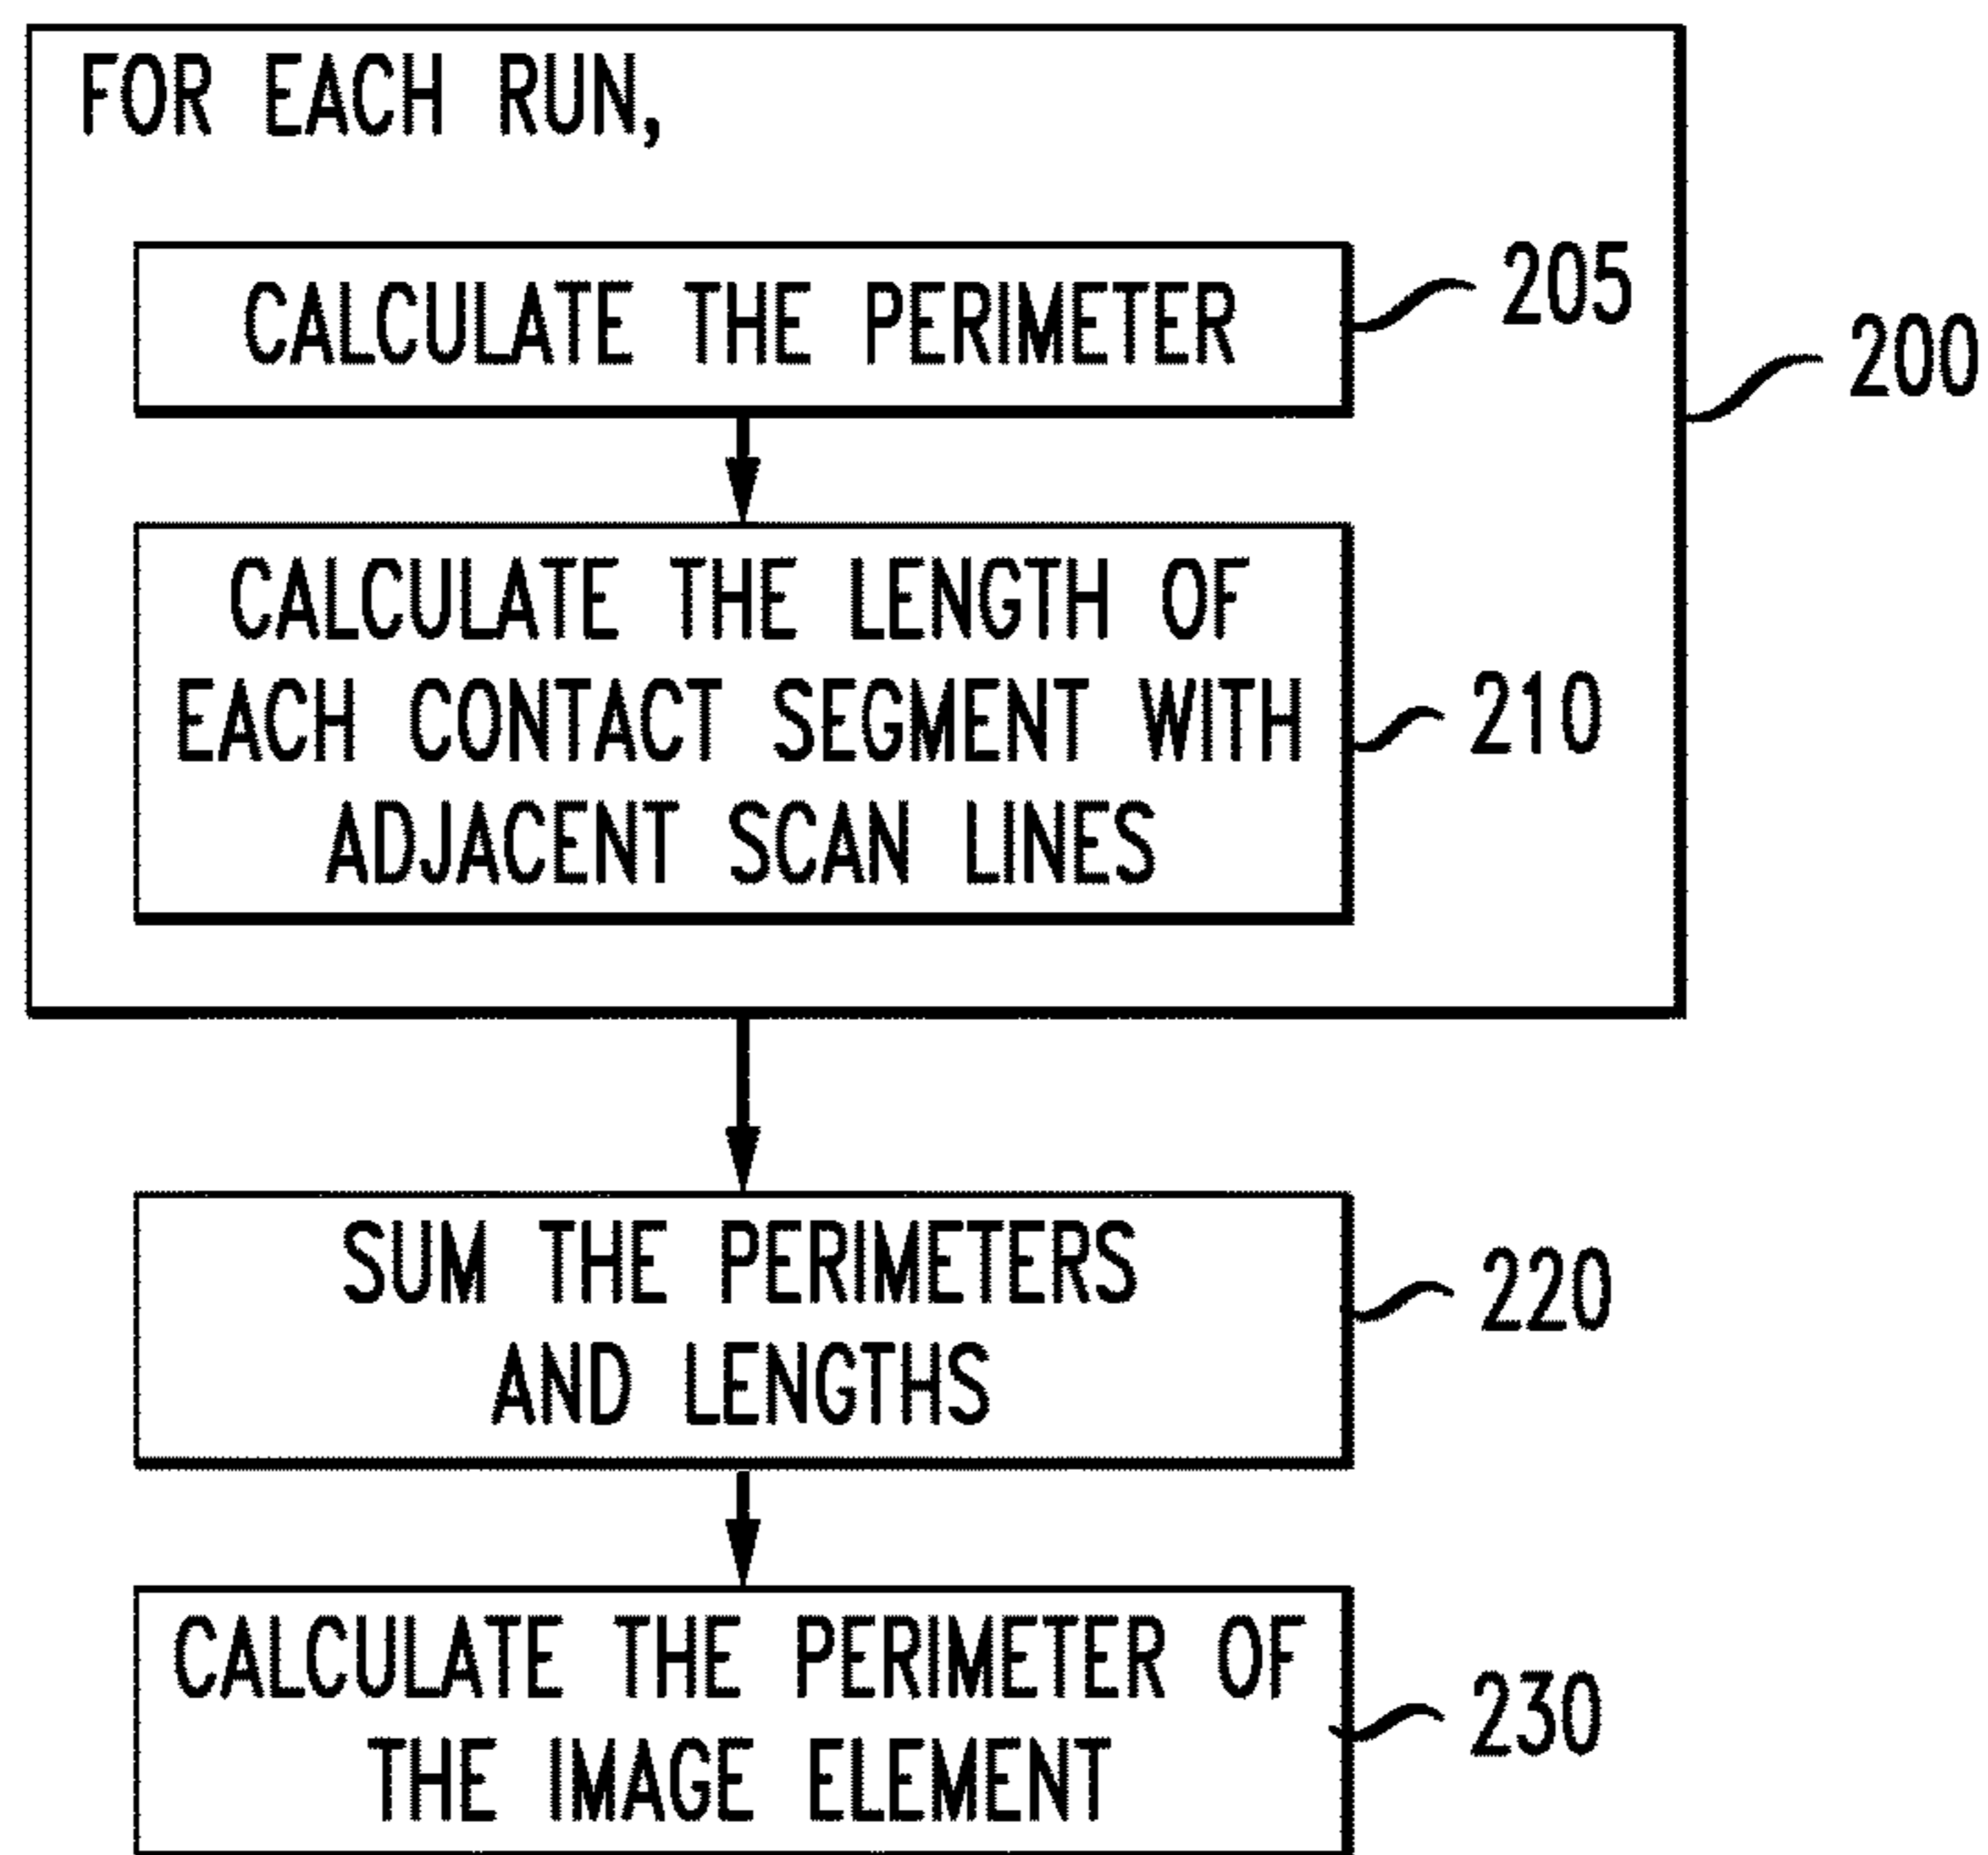 FOR EACH RUN,
CALCULATE THE PERIMETER
205
200
CALCULATE THE LENGTH OF
EACH CONTACT SEGMENT WITH
ADJACENT SCAN LINES
210
SUM THE PERIMETERS
AND LENGTHS
220
CALCULATE THE PERIMETER OF
THE IMAGE ELEMENT
230